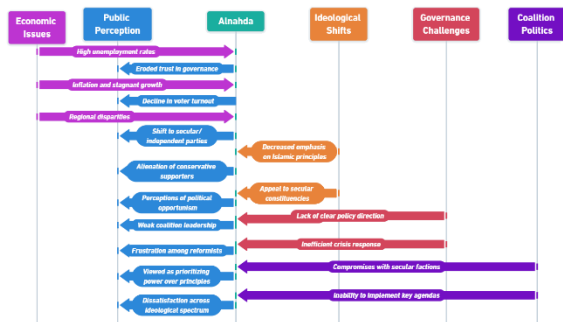 Economic
Issues
Public
Perception
Alnahda
Ideological
Shifts
Governance
Challenges
Coalition
Politics
High unemployment rates
Eroded trust in governance
Inflation and stagnant growth
Decline in voter turnout
Regional disparities
Shift to secular/
independent parties
Decreased emphasis
on Islamic principles
Alienation of conservative
supporters
Appeal to secular
constituencies
Perceptions of political
opportunism
Lack of clear policy direction
Weak coalition leadership
Inefficient crisis response
Frustration among reformists
Compromises with secular factions
Viewed as prioritizing
power over principles
Inability to implement key agendas
Dissatisfaction across
ideological spectrum